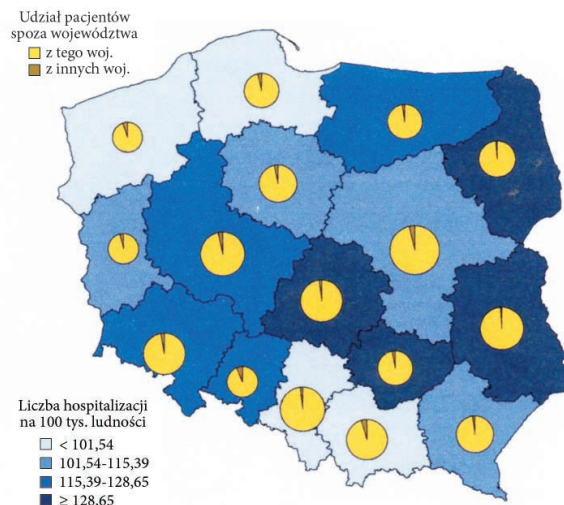 Udział pacjentów
spoza województwa
z tego woj.
z innych woj.
Liczba hospitalizacji
na 100 tys. ludności
< 101,54
101,54-115,39
115,39-128,65
≥ 128,65